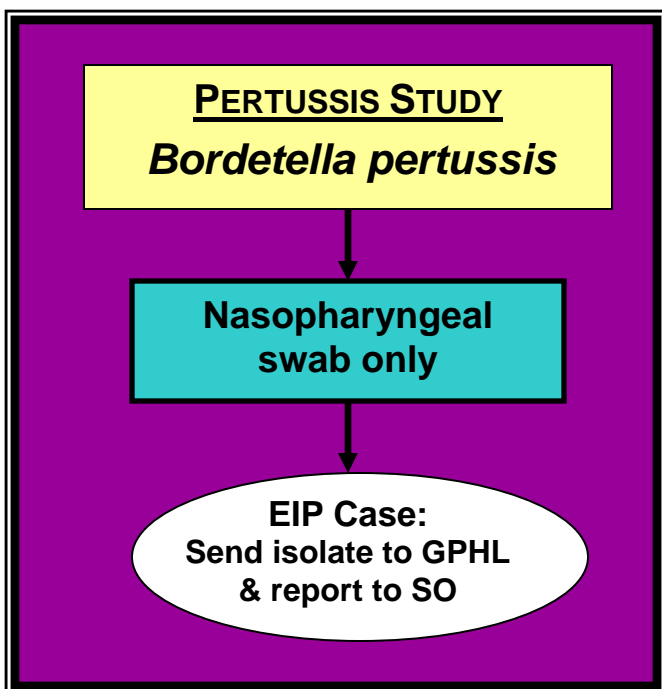 PERTUSSIS STUDY
Bordetella pertussis
Nasopharyngeal
swab only
EIP Case:
Send isolate to GPHL
& report to SO